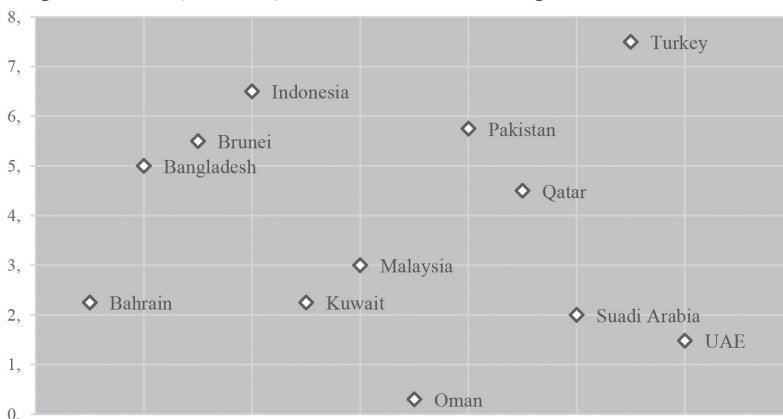 8,
Turkey
7,
Indonesia
6,
Pakistan
Brunei
5,
Bangladesh
Qatar
4,
3,
Malaysia
Bahrain
Kuwait
2,
Suadi Arabia
UAE
1,
Oman
0,